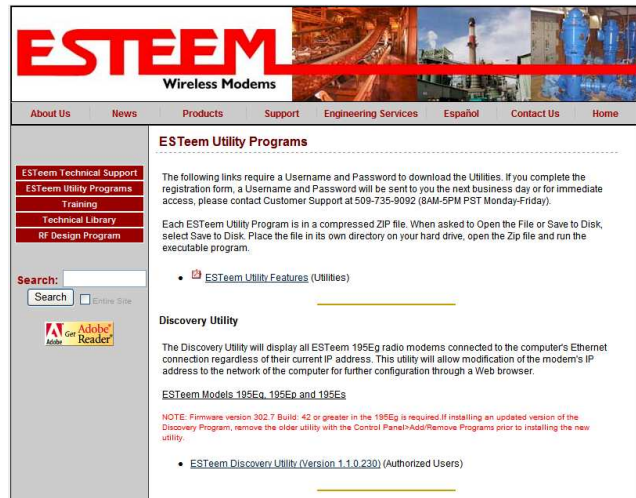 ESTEEM
Wireless Modems
About Us News Products Support Engineering Services Español Contact Us Home
ESTeem Technical Support
ESTeem Utility Programs
Training
Technical Library
RF Design Program
Search:
Search Entire Site
Get Adobe® Reader®
Adobe
ESTeem Utility Programs
The following links require a Username and Password to download the Utilities. If you complete the
registration form, a Username and Password will be sent to you the next business day or for immediate
access, please contact Customer Support at 509-735-9092 (8AM-5PM PST Monday-Friday).
Each ESTeem Utility Program is in a compressed ZIP file. When asked to Open the File or Save to Disk,
select Save to Disk. Place the file in its own directory on your hard drive, open the Zip file and run the
executable program.
ESTeem Utility Features (Utilities)
Discovery Utility
The Discovery Utility will display all ESTeem 195Eg radio modems connected to the computer's Ethernet
connection regardless of their current IP address. This utility will allow modification of the modem's IP
address to the network of the computer for further configuration through a Web browser.
ESTeem Models 195Eg, 195Ep and 195Es
NOTE: Firmware version 302.7 Build: 42 or greater in the 195Eg is required.If installing an updated version of the
Discovery Program, remove the older utility with the Control Panel>Add/Remove Programs prior to installing the new
utility.
ESTeem Discovery Utility (Version 1.1.0.230) (Authorized Users)